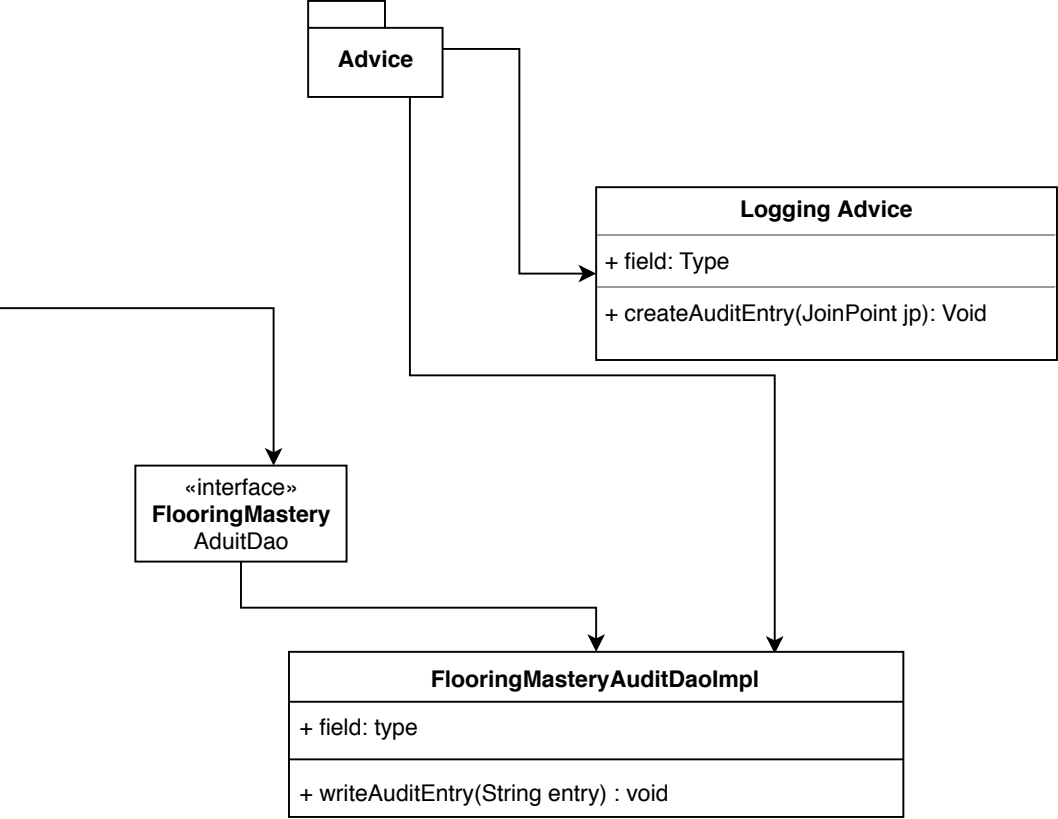 Advice
Logging Advice
+ field: Type
+ createAuditEntry(JoinPoint jp): Void
«interface»
FlooringMastery
AduitDao
FlooringMasteryAuditDaoImpl
+ field: type
+ writeAuditEntry(String entry) : void